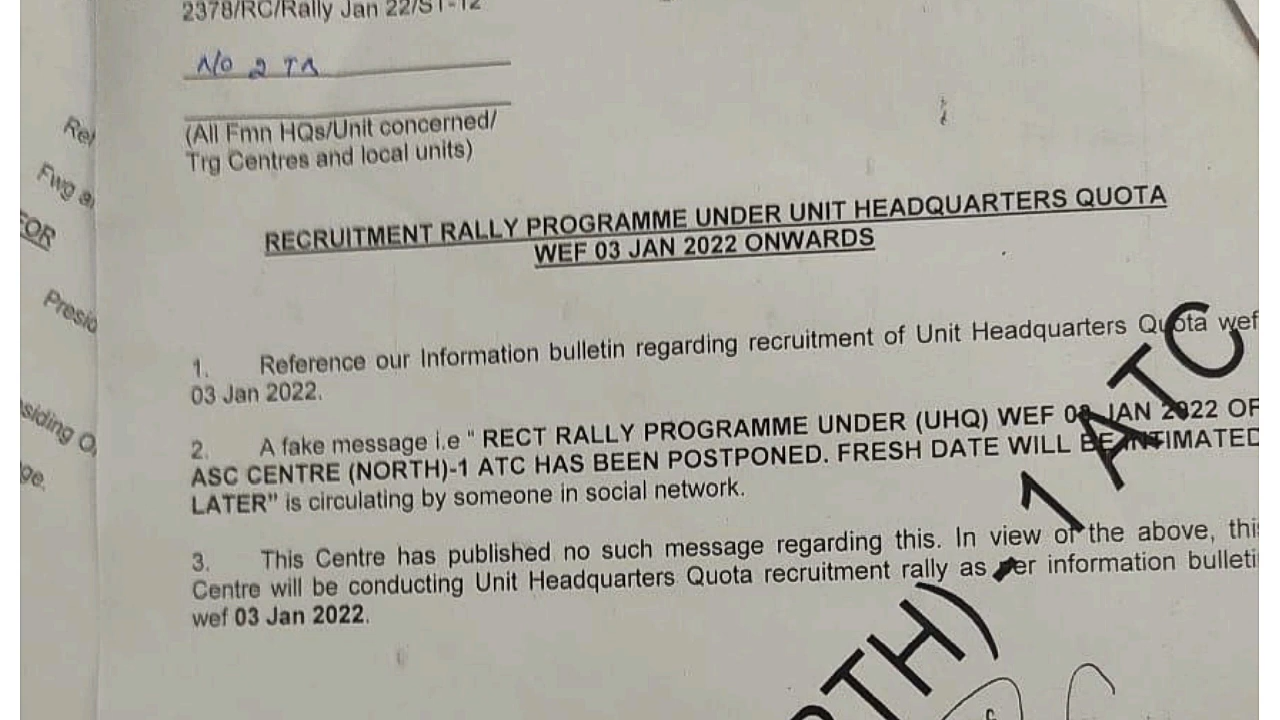 2378/RC/Rally Jan 22/ST-12
N/O 2 TB
(All Fmn HQs/Unit concerned/
Trg Centres and local units)
RECRUITMENT RALLY PROGRAMME UNDER UNIT HEADQUARTERS QUOTA
WEF 03 JAN 2022 ONWARDS
1. Reference our Information bulletin regarding recruitment of Unit Headquarters Quota wef
03 Jan 2022.
2. A fake message i.e " RECT RALLY PROGRAMME UNDER (UHQ) WEF 03 JAN 2022 OF
ASC CENTRE (NORTH)-1 ATC HAS BEEN POSTPONED. FRESH DATE WILL BE INTIMATED
LATER" is circulating by someone in social network.
3. This Centre has published no such message regarding this. In view of the above, this
Centre will be conducting Unit Headquarters Quota recruitment rally as per information bulleti
wef 03 Jan 2022.
RTH)-1 ATC
Rel
Fwg a
FOR
Presid
siding O